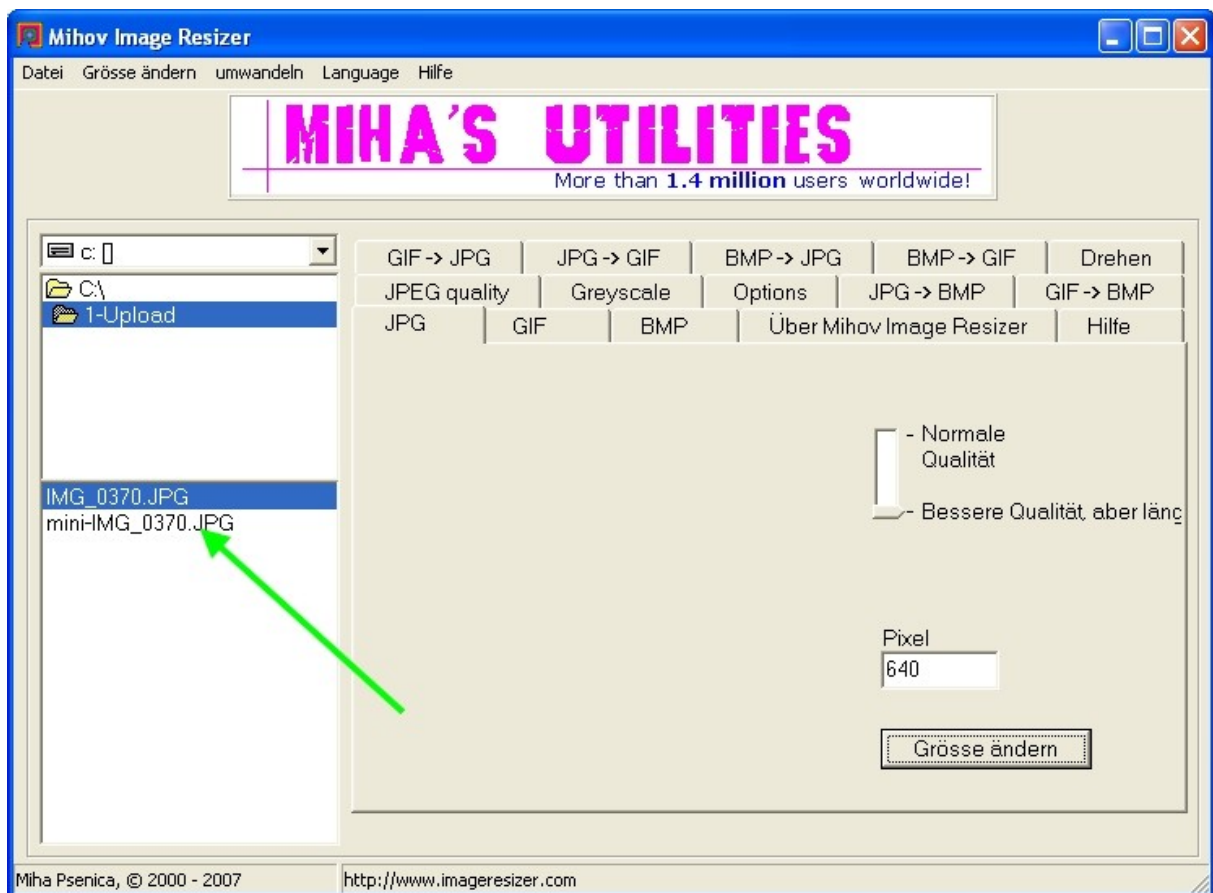 Mihov Image Resizer
Datei Grösse ändern umwandeln Language Hilfe
MIHA'S UTILITIES
More than 1.4 million users worldwide!
c: []
C:\
1-Upload
IMG_0370.JPG
mini-IMG_0370.JPG
GIF -> JPG JPG -> GIF BMP -> JPG BMP -> GIF Drehen
JPEG quality Greyscale Options JPG -> BMP GIF -> BMP
JPG GIF BMP Über Mihov Image Resizer Hilfe
- Normale
Qualität
- Bessere Qualität, aber läng
Pixel
640
Grösse ändern
Miha Psenica, © 2000 - 2007 http://www.imageresizer.com